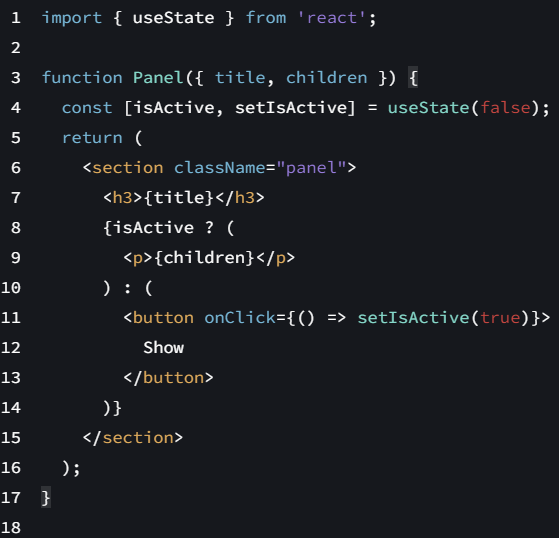 1 import { useState } from 'react';
2
3 function Panel({ title, children }) {
4   const [isActive, setIsActive] = useState(false);
5   return (
6     <section className="panel">
7       <h3>{title}</h3>
8       {isActive ? (
9         <p>{children}</p>
10       ) : (
11         <button onClick={() => setIsActive(true)}>
12           Show
13         </button>
14       )}
15     </section>
16   );
17 }
18